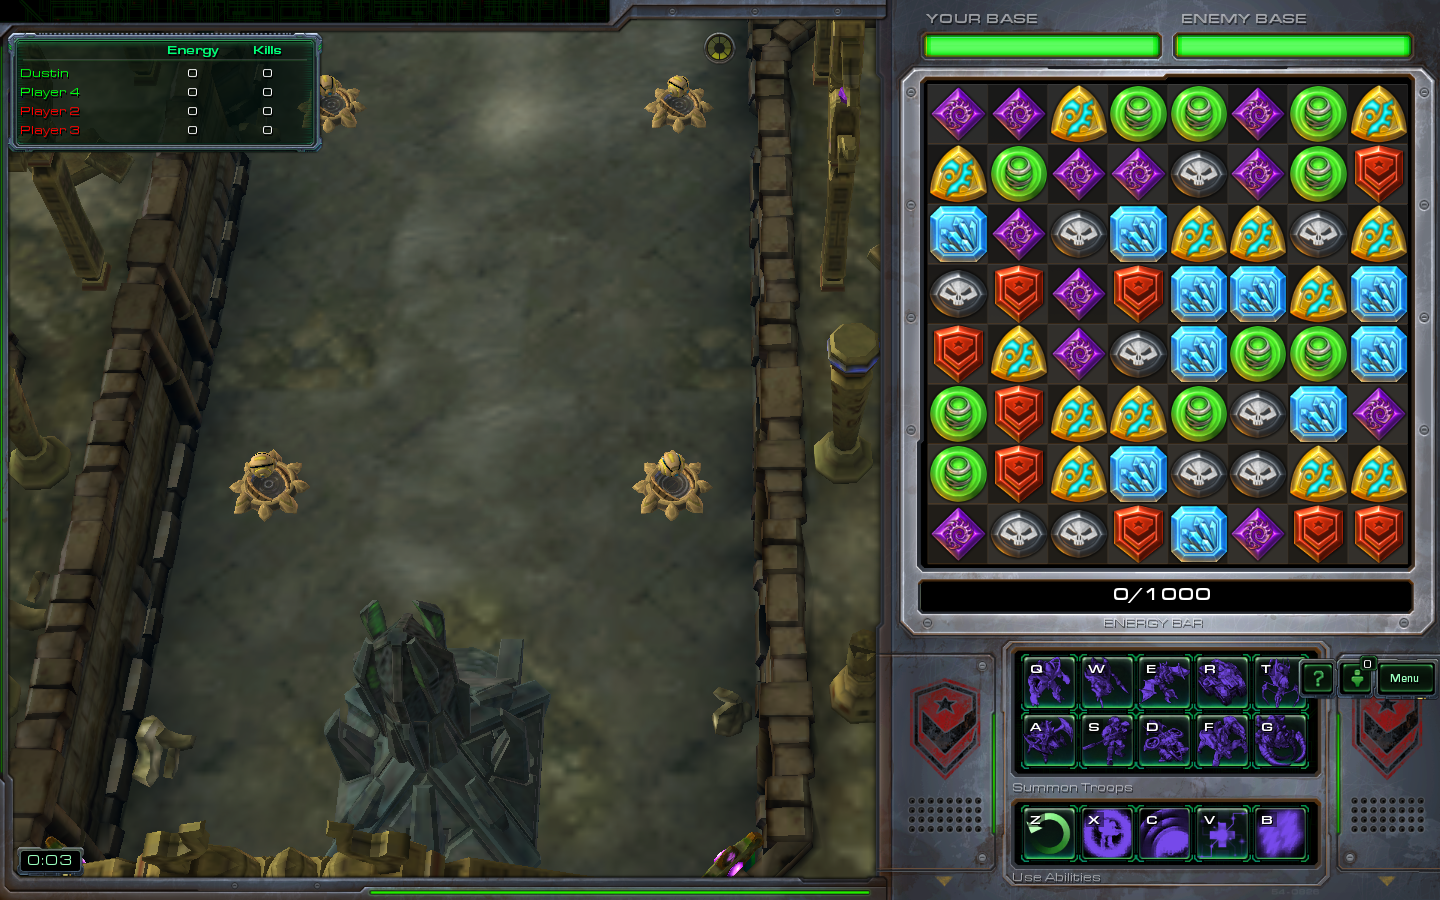 YOUR BASE
ENEMY BASE
Energy Kills
Dustin 0 0
Player 4 0 0
Player 2 0 0
Player 3 0 0
0/1000
ENERGY BAR
Q W E R T
? 0 Menu
A S D F G
Summon Troops
Z X C V B
Use Abilities
0:03